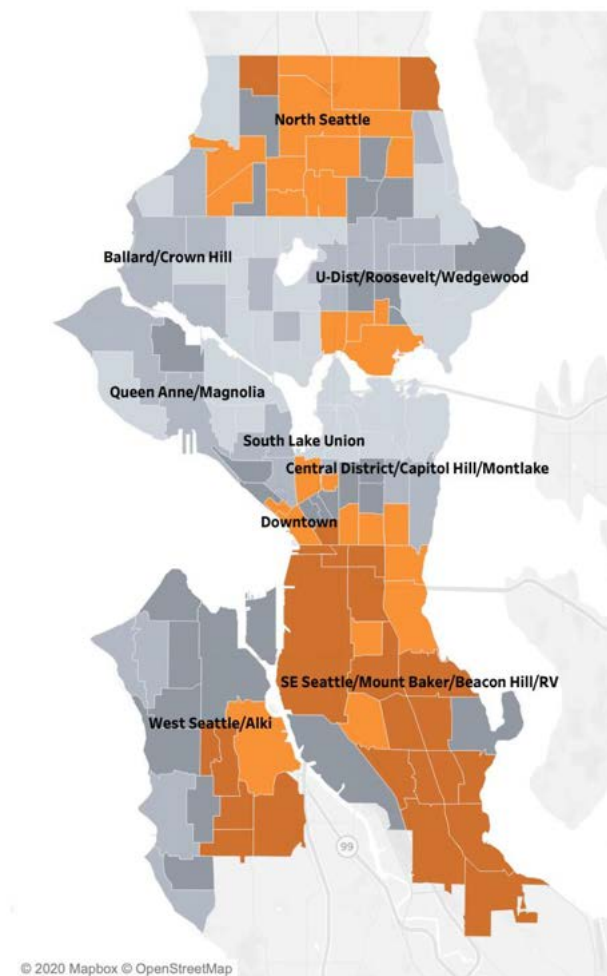 North Seattle
Ballard/Crown Hill
U-Dist/Roosevelt/Wedgewood
Queen Anne/Magnolia
South Lake Union
Central District/Capitol Hill/Montlake
Downtown
SE Seattle/Mount Baker/Beacon Hill/RV
West Seattle/Alki
99
© 2020 Mapbox © OpenStreetMap